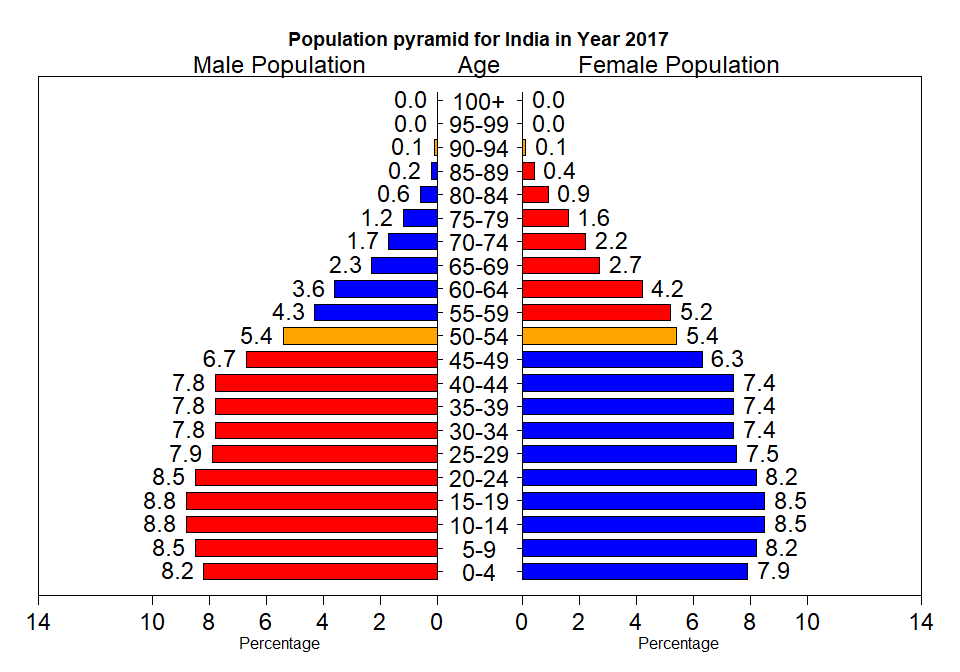 Population pyramid for India in Year 2017
Male Population Age Female Population
0.0 100+ 0.0
0.0 95-99 0.0
0.1 90-94 0.1
0.2 85-89 0.4
0.6 80-84 0.9
1.2 75-79 1.6
1.7 70-74 2.2
2.3 65-69 2.7
3.6 60-64 4.2
4.3 55-59 5.2
5.4 50-54 5.4
6.7 45-49 6.3
7.8 40-44 7.4
7.8 35-39 7.4
7.8 30-34 7.4
7.9 25-29 7.5
8.5 20-24 8.2
8.8 15-19 8.5
8.8 10-14 8.5
8.5 5-9 8.2
8.2 0-4 7.9
14 10 8 6 4 2 0 0 2 4 6 8 10 14
Percentage Percentage